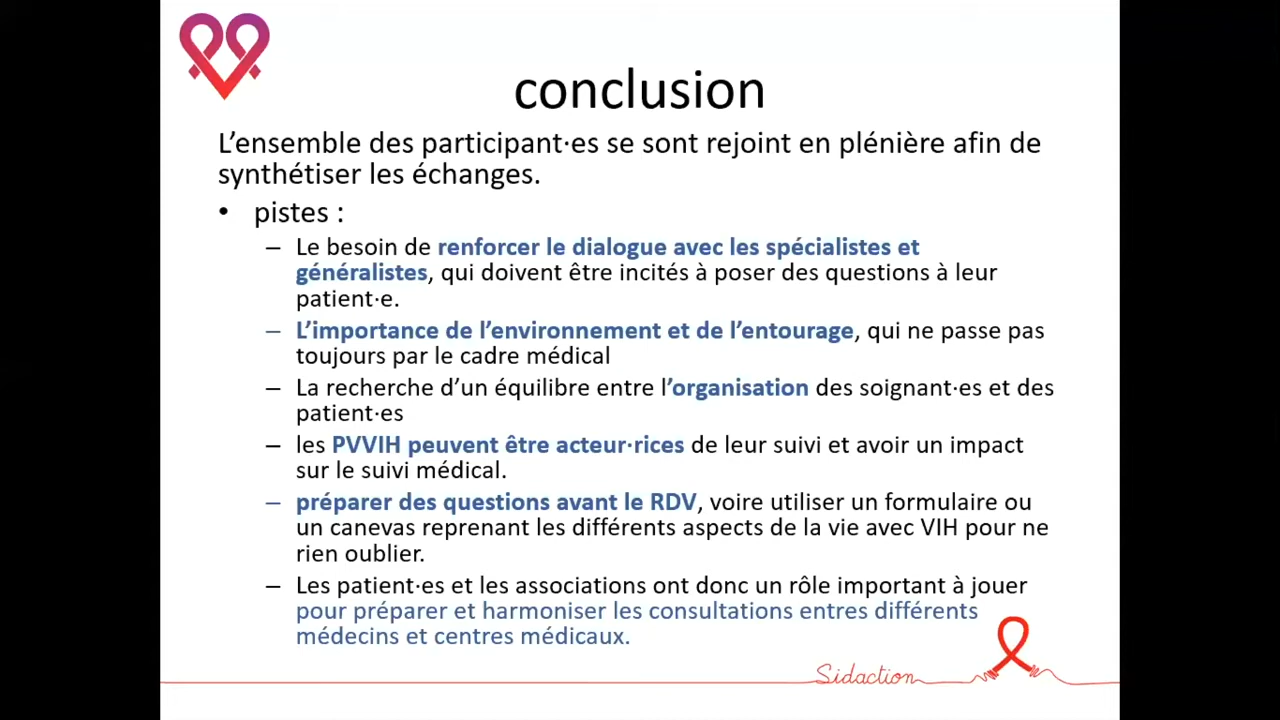 conclusion
L’ensemble des participant·es se sont rejoint en plénière afin de
synthétiser les échanges.
• pistes :
– Le besoin de renforcer le dialogue avec les spécialistes et
généralistes, qui doivent être incités à poser des questions à leur
patient·e.
– L’importance de l’environnement et de l’entourage, qui ne passe pas
toujours par le cadre médical
– La recherche d’un équilibre entre l’organisation des soignant·es et des
patient·es
– les PVVIH peuvent être acteur·rices de leur suivi et avoir un impact
sur le suivi médical.
– préparer des questions avant le RDV, voire utiliser un formulaire ou
un canevas reprenant les différents aspects de la vie avec VIH pour ne
rien oublier.
– Les patient·es et les associations ont donc un rôle important à jouer
pour préparer et harmoniser les consultations entres différents
médecins et centres médicaux.
Sidaction